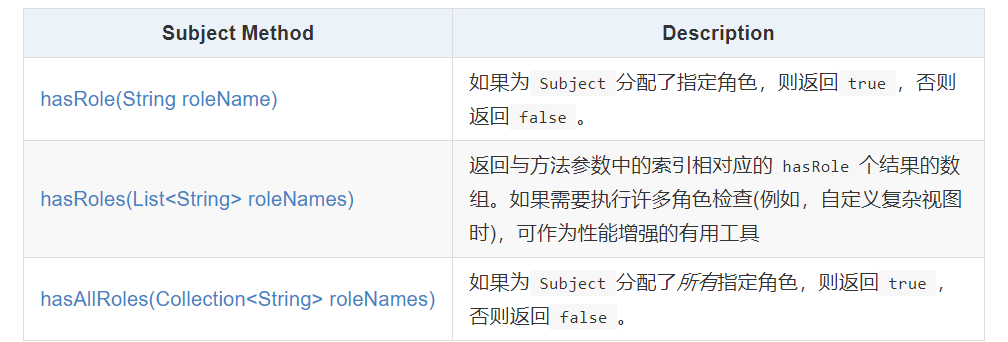 Subject Method
Description
hasRole(String roleName)
如果为 Subject 分配了指定角色，则返回 true ，否则
返回 false 。
hasRoles(List<String> roleNames)
返回与方法参数中的索引相对应的 hasRole 个结果的数
组。如果需要执行许多角色检查(例如，自定义复杂视图
时)，可作为性能增强的有用工具
hasAllRoles(Collection<String> roleNames)
如果为 Subject 分配了所有指定角色，则返回 true ，
否则返回 false 。